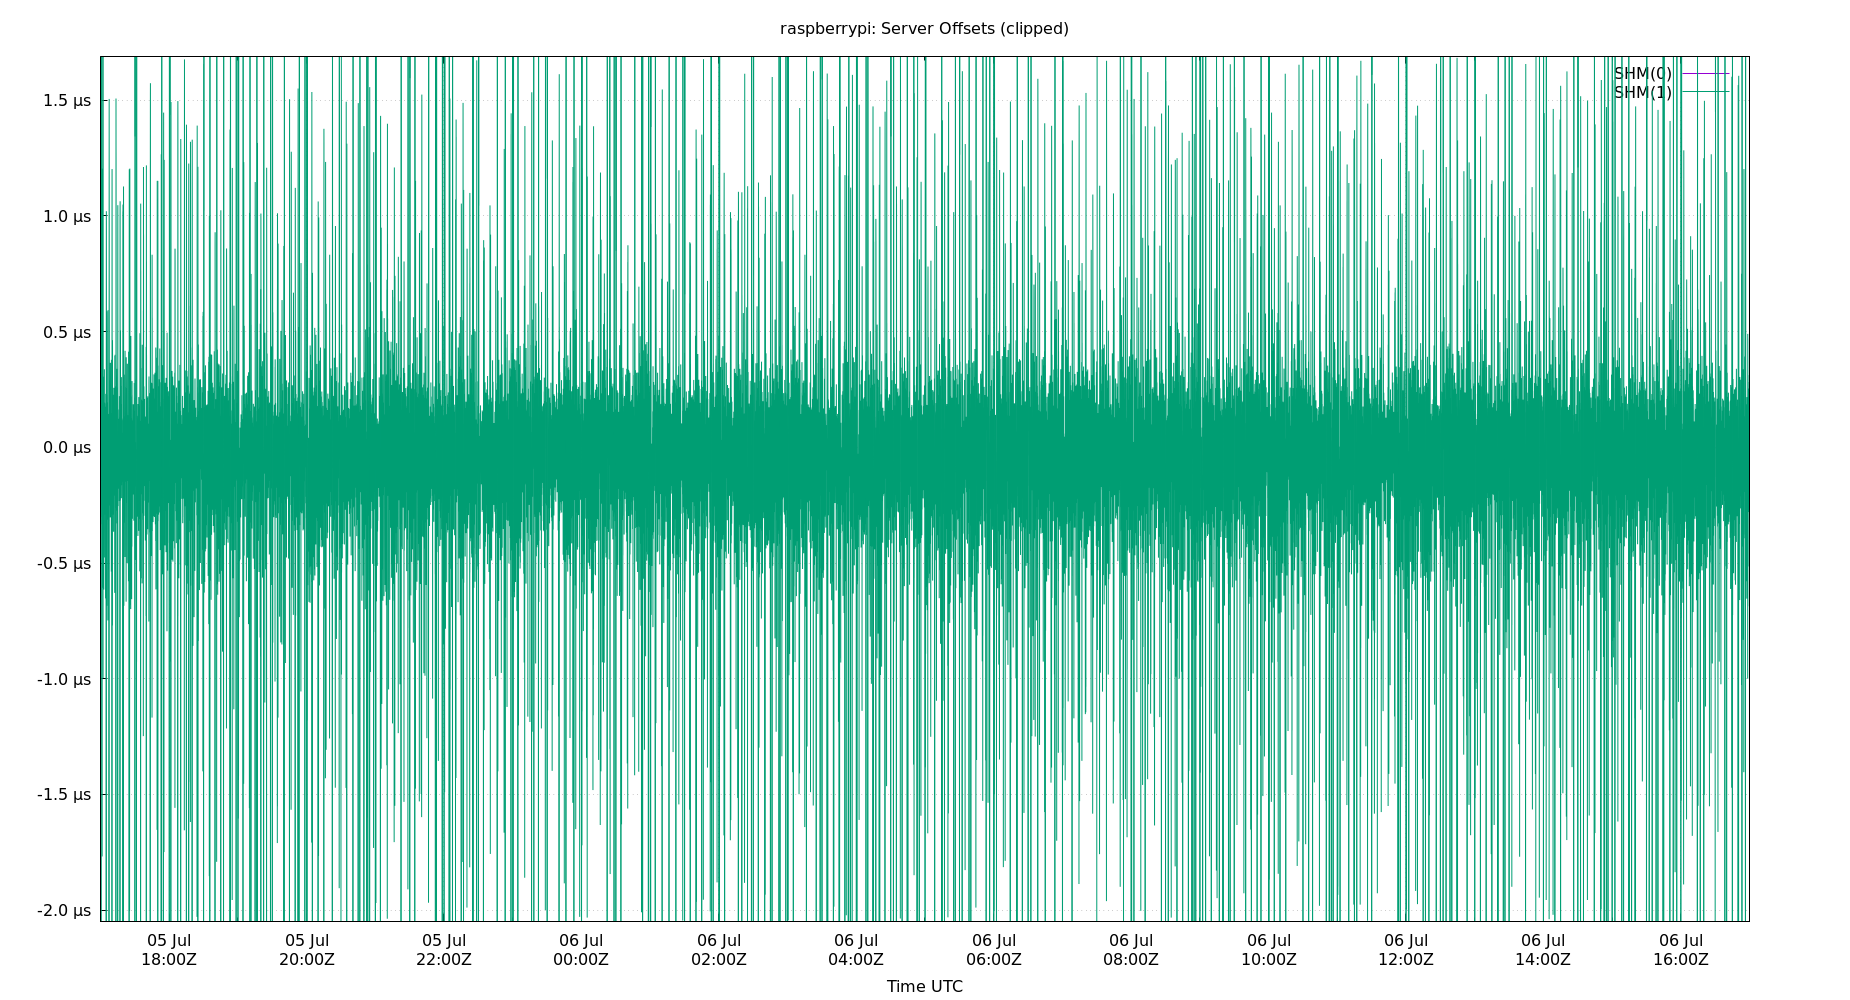 raspberrypi: Server Offsets (clipped)
SHM(0)
SHM(1)
1.5 µs
1.0 µs
0.5 µs
0.0 µs
-0.5 µs
-1.0 µs
-1.5 µs
-2.0 µs
05 Jul 05 Jul 05 Jul 06 Jul 06 Jul 06 Jul 06 Jul 06 Jul 06 Jul 06 Jul 06 Jul 06 Jul
18:00Z 20:00Z 22:00Z 00:00Z 02:00Z 04:00Z 06:00Z 08:00Z 10:00Z 12:00Z 14:00Z 16:00Z
Time UTC